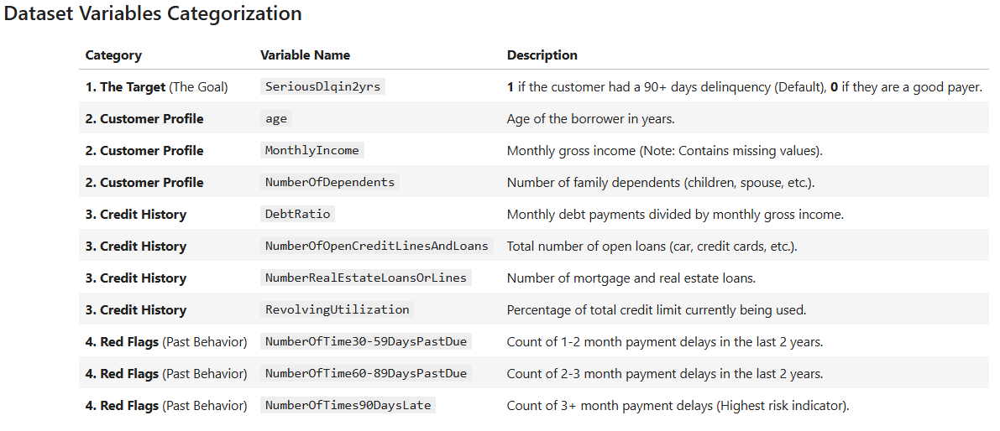 Dataset Variables Categorization
Category Variable Name Description
1. The Target (The Goal) SeriousDlqin2yrs 1 if the customer had a 90+ days delinquency (Default), 0 if they are a good payer.
2. Customer Profile age Age of the borrower in years.
2. Customer Profile MonthlyIncome Monthly gross income (Note: Contains missing values).
2. Customer Profile NumberOfDependents Number of family dependents (children, spouse, etc.).
3. Credit History DebtRatio Monthly debt payments divided by monthly gross income.
3. Credit History NumberOfOpenCreditLinesAndLoans Total number of open loans (car, credit cards, etc.).
3. Credit History NumberRealEstateLoansOrLines Number of mortgage and real estate loans.
3. Credit History RevolvingUtilization Percentage of total credit limit currently being used.
4. Red Flags (Past Behavior) NumberOfTime30-59DaysPastDue Count of 1-2 month payment delays in the last 2 years.
4. Red Flags (Past Behavior) NumberOfTime60-89DaysPastDue Count of 2-3 month payment delays in the last 2 years.
4. Red Flags (Past Behavior) NumberOfTimes90DaysLate Count of 3+ month payment delays (Highest risk indicator).